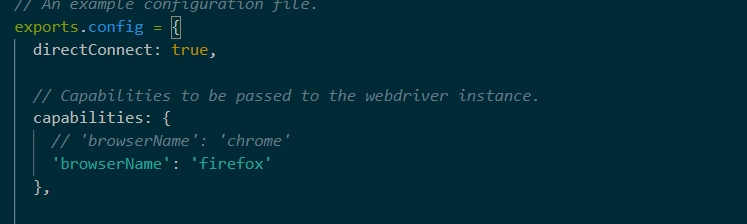 // An example configuration file.
exports.config = {
directConnect: true,
// Capabilities to be passed to the webdriver instance.
capabilities: {
// 'browserName': 'chrome'
'browserName': 'firefox'
},